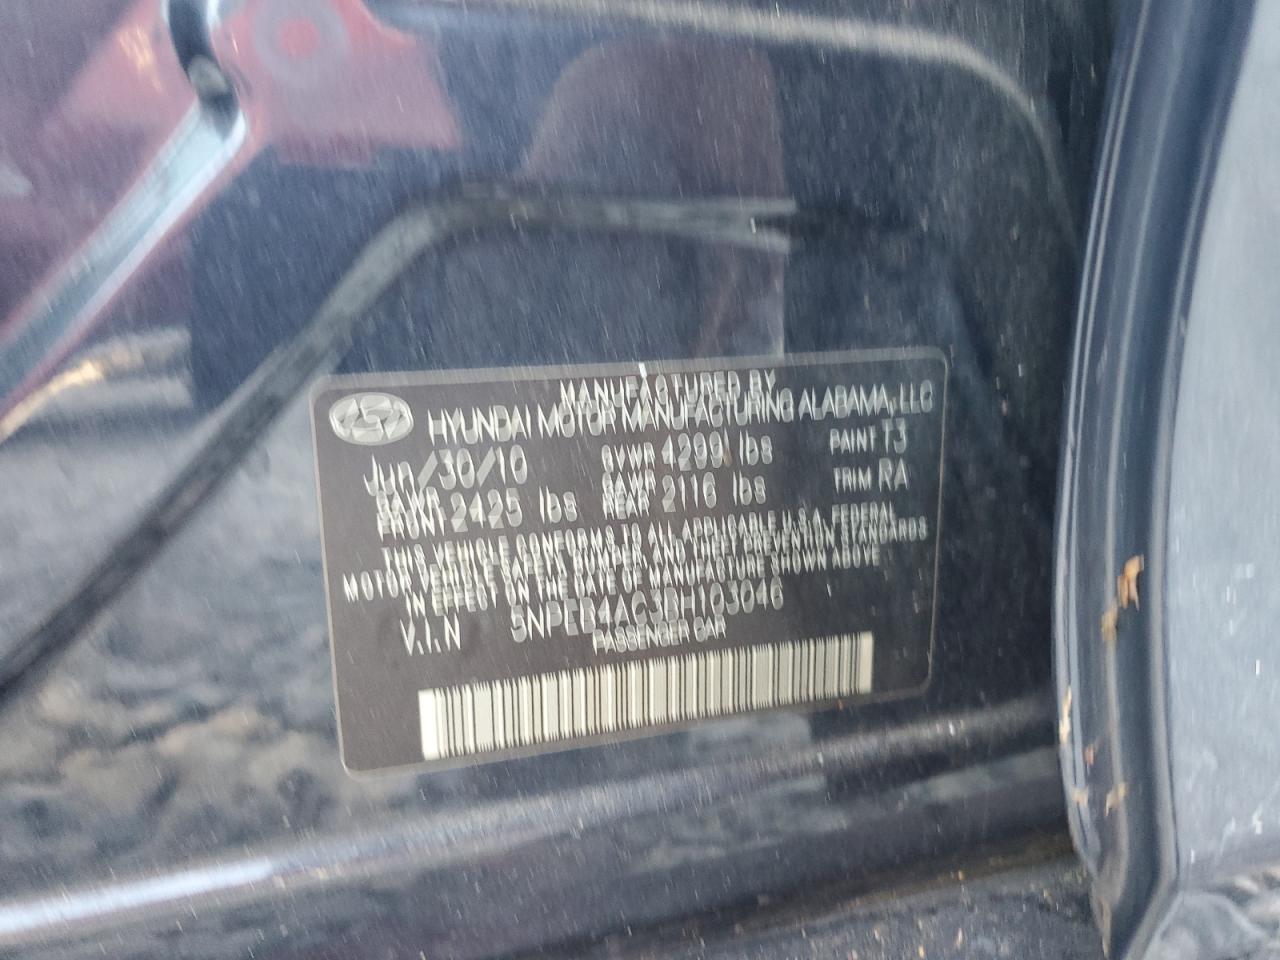 MANUFACTURED BY
HYUNDAI MOTOR MANUFACTURING ALABAMA, LLC
Jun/30/10 GVWR 4299 lbs PAINT T3
GAWR FRONT 2425 lbs GAWR REAR 2116 lbs TRIM RA
THIS VEHICLE CONFORMS TO ALL APPLICABLE U.S.A. FEDERAL
MOTOR VEHICLE SAFETY, BUMPER, AND THEFT PREVENTION STANDARDS
IN EFFECT ON THE DATE OF MANUFACTURE SHOWN ABOVE
V.I.N 5NPEB4AC3BH103046
PASSENGER CAR